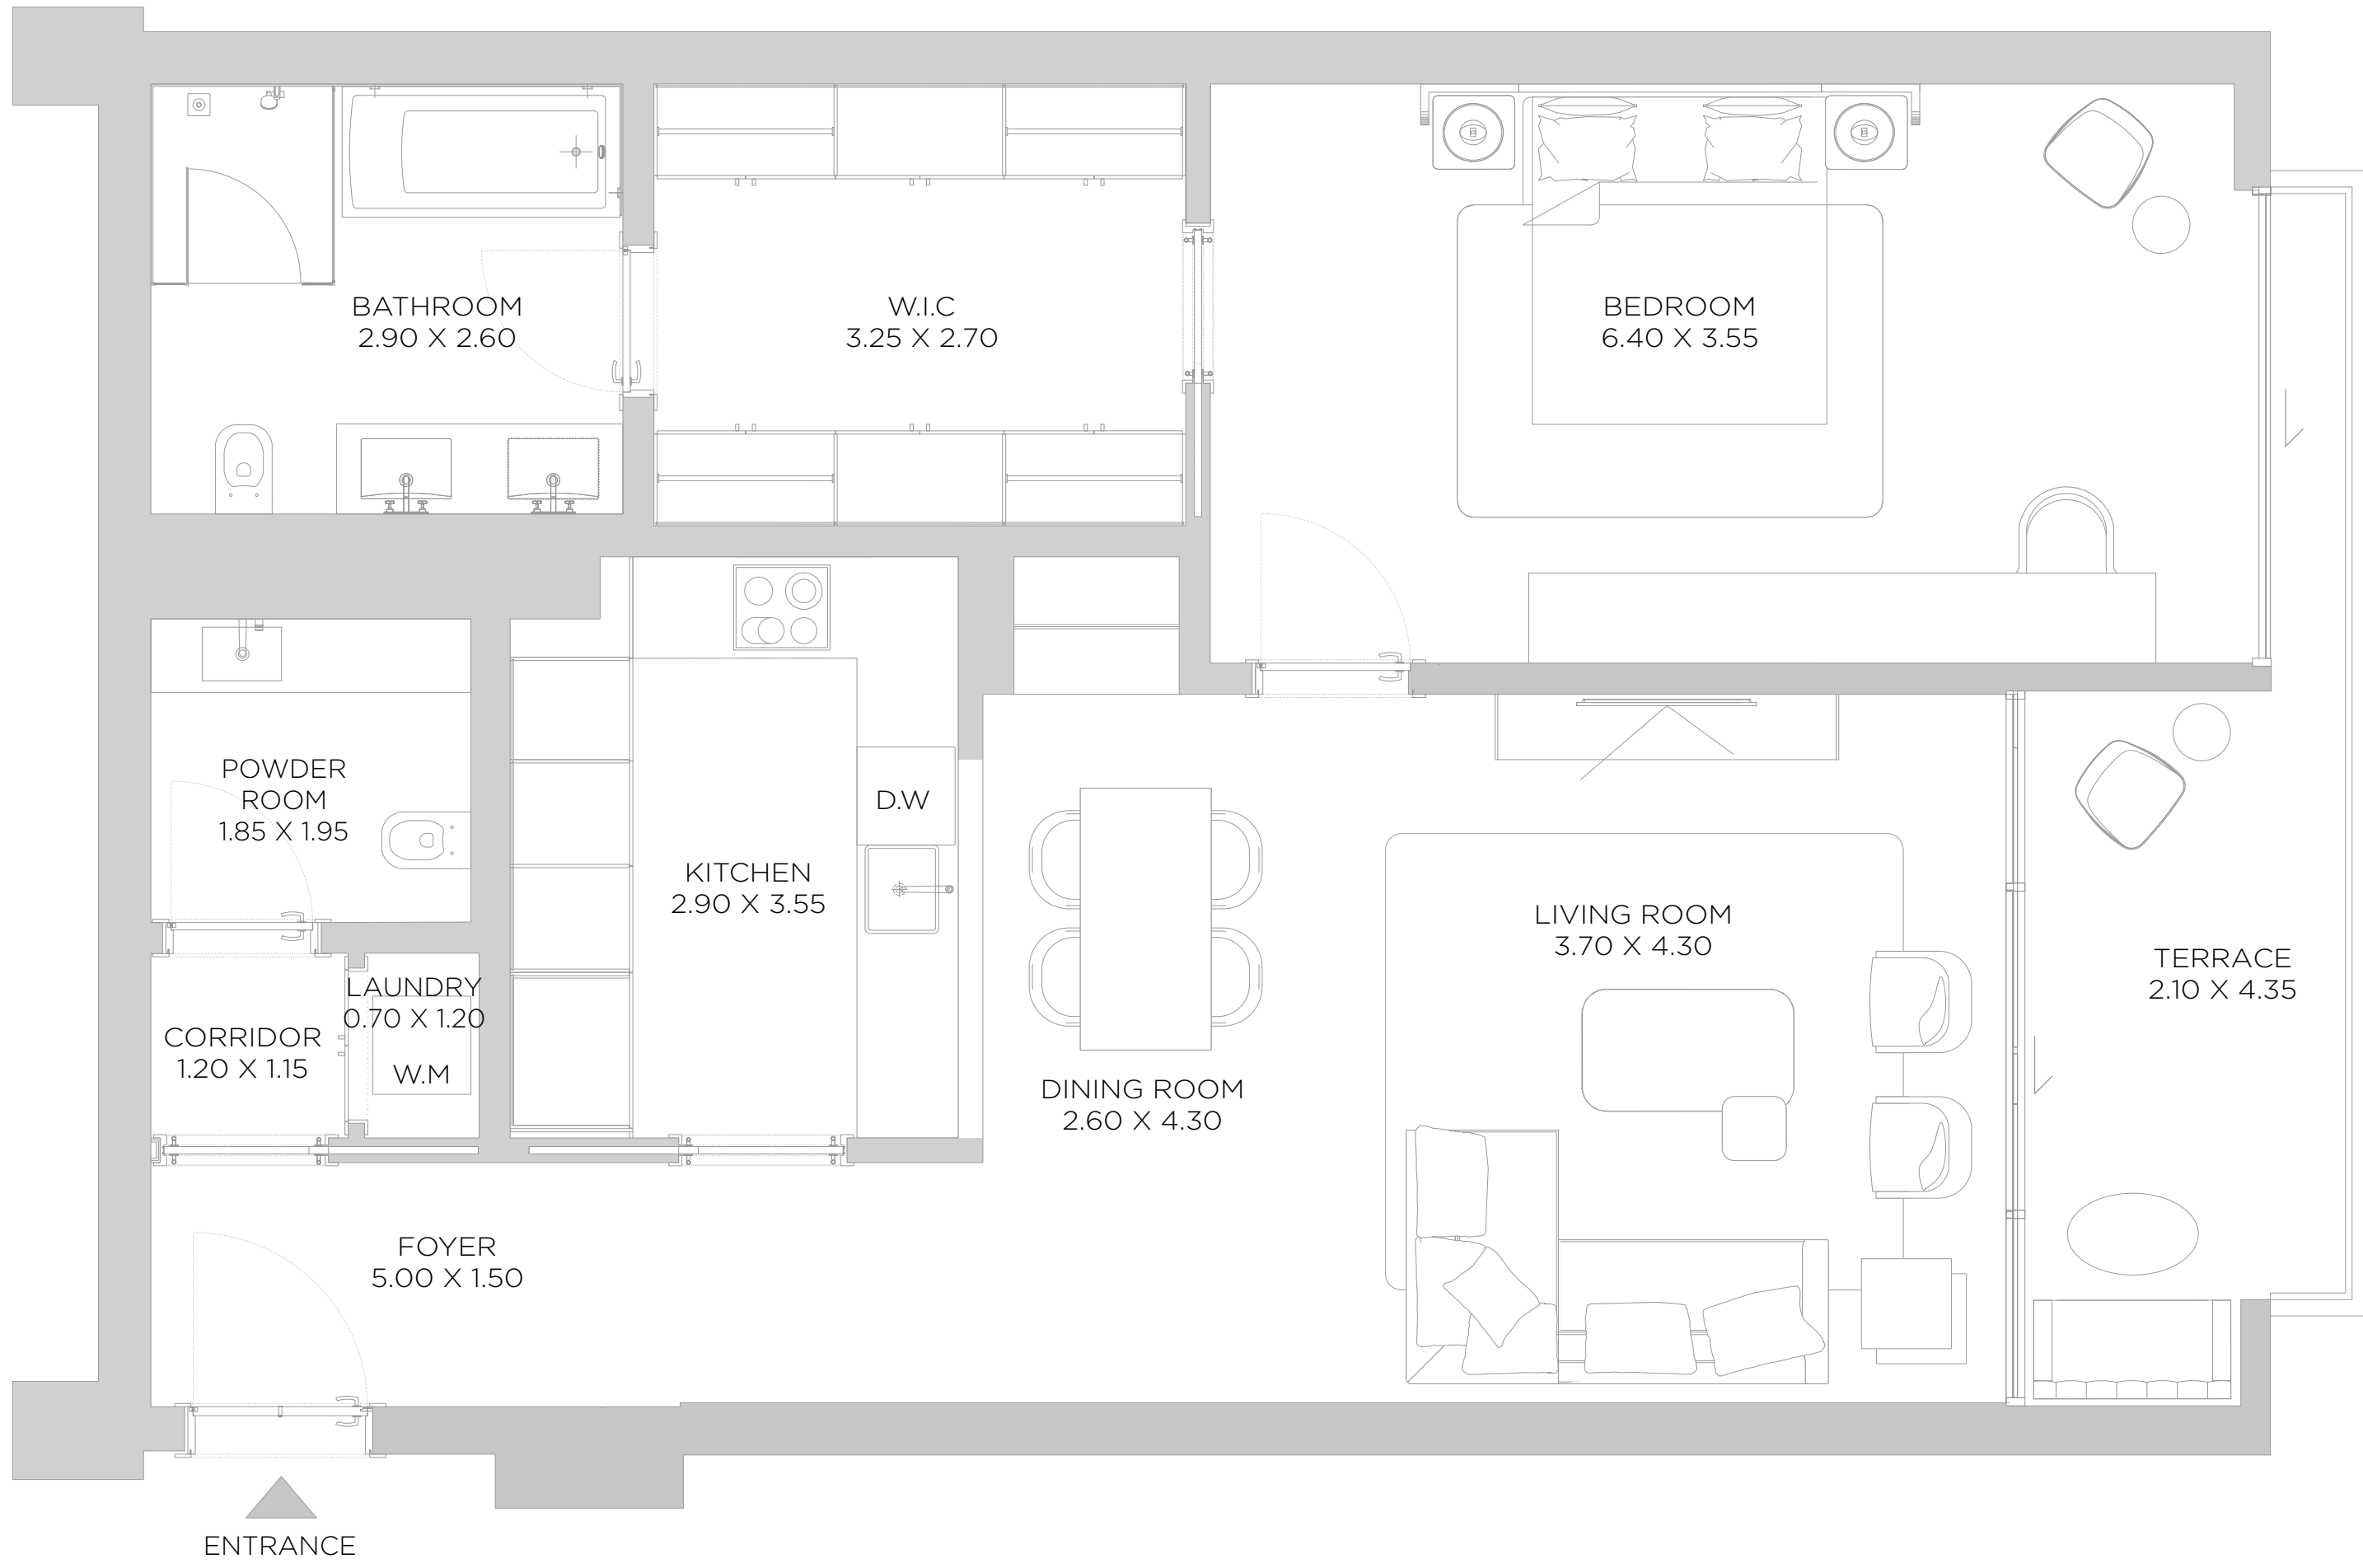 BATHROOM
2.90 X 2.60
W.I.C
3.25 X 2.70
BEDROOM
6.40 X 3.55
POWDER
ROOM
1.85 X 1.95
D.W
KITCHEN
2.90 X 3.55
LIVING ROOM
3.70 X 4.30
TERRACE
2.10 X 4.35
LAUNDRY
0.70 X 1.20
W.M
CORRIDOR
1.20 X 1.15
DINING ROOM
2.60 X 4.30
FOYER
5.00 X 1.50
ENTRANCE